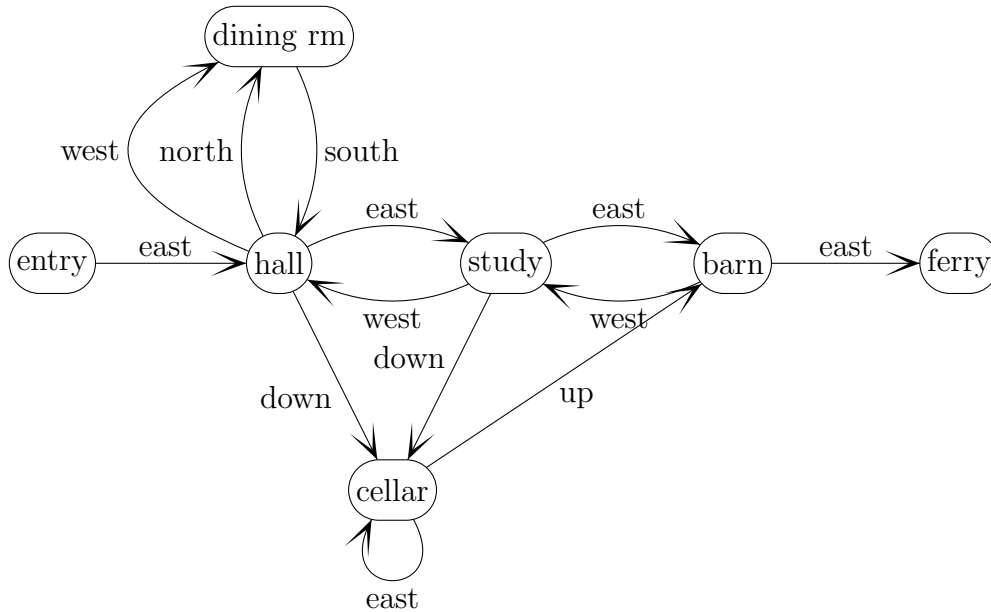 dining rm
west
north
south
east
east
entry
east
hall
study
barn
east
ferry
west
west
down
down
up
cellar
east